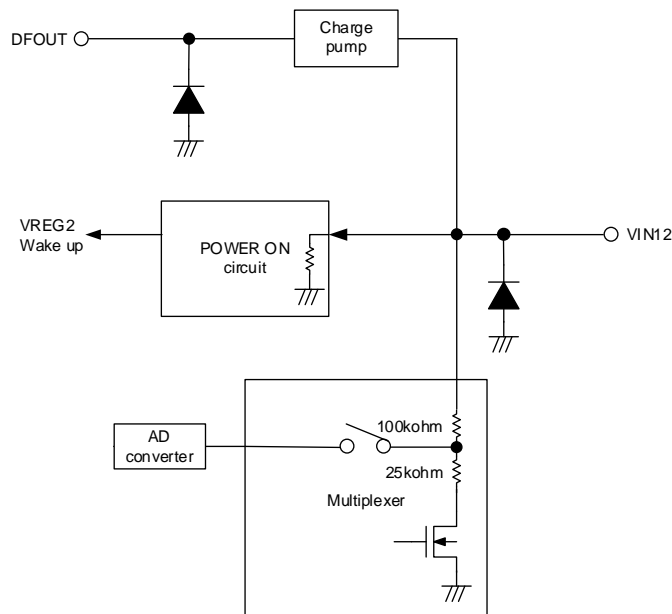 Charge
pump
DFOUT
VREG2
Wake up
POWER ON
circuit
VIN12
100kohm
AD
converter
25kohm
Multiplexer